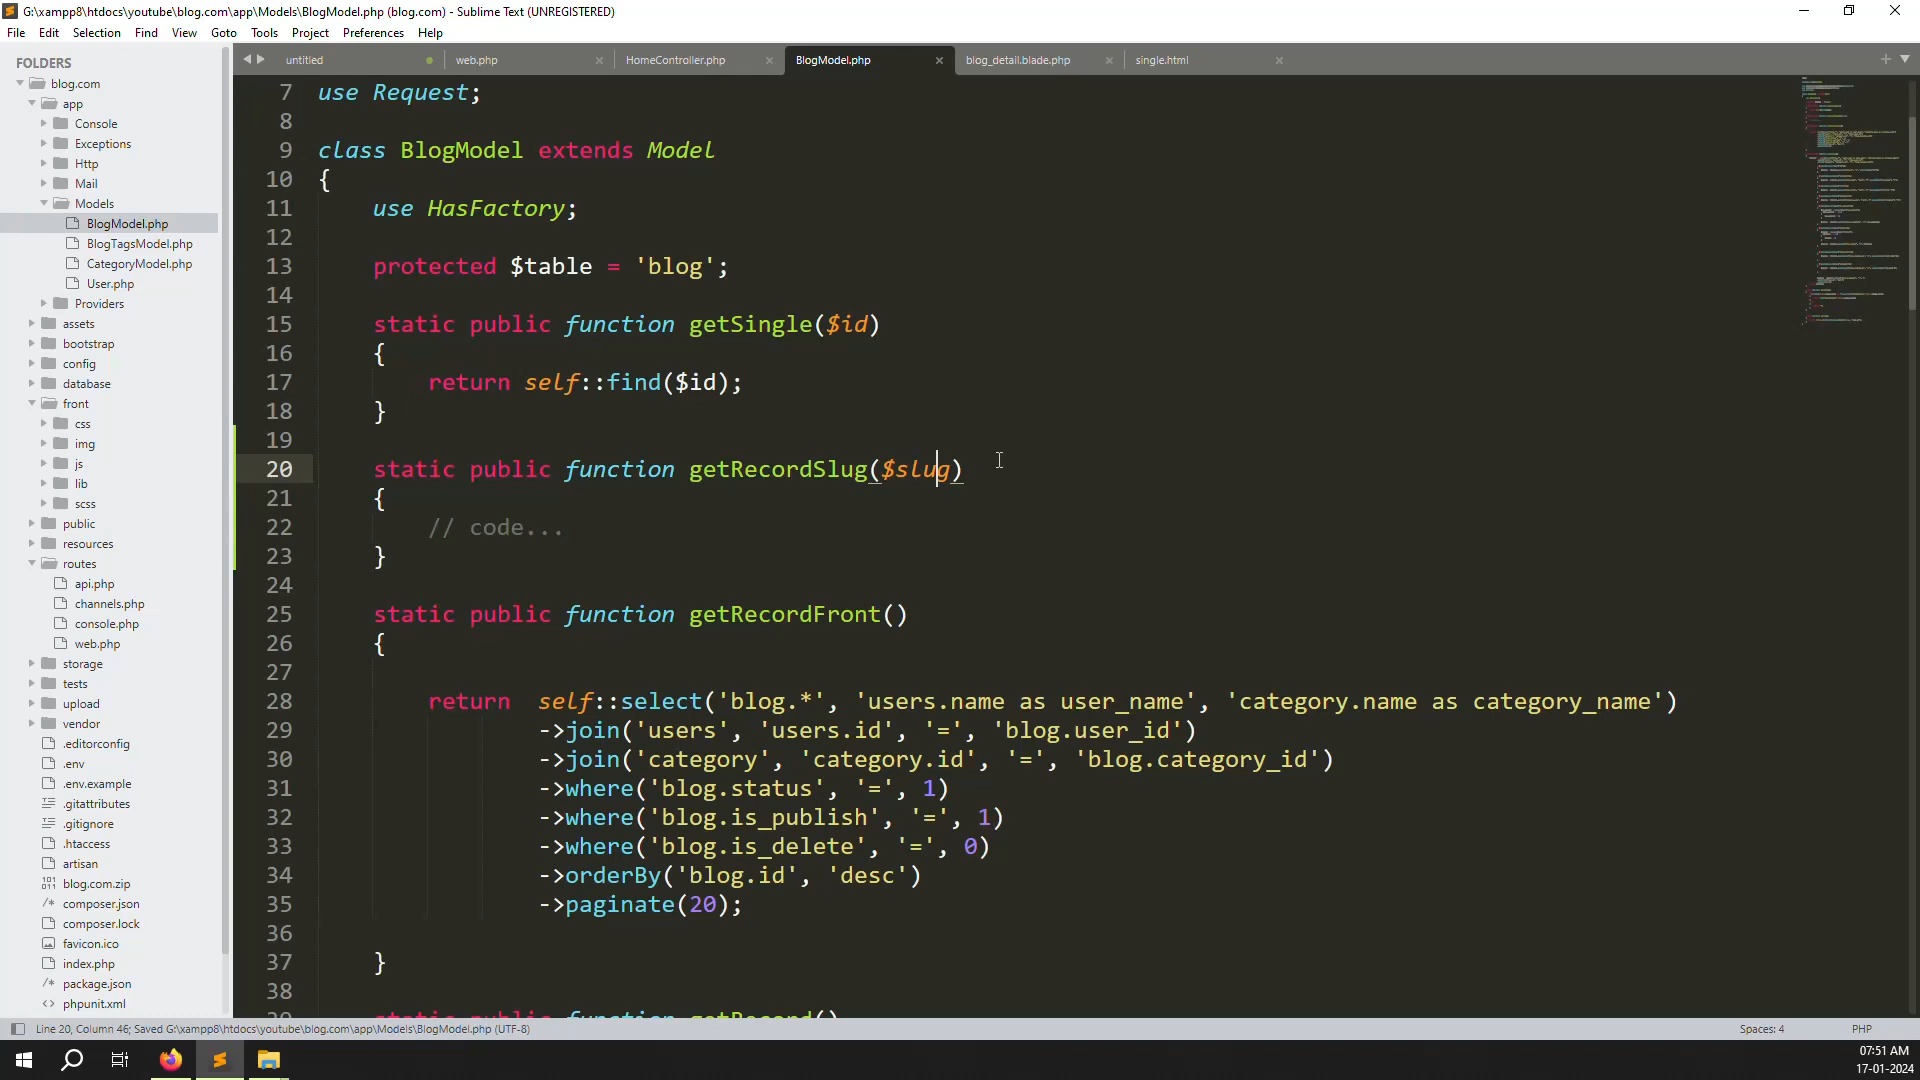 G:\xampp8\htdocs\youtube\blog.com\app\Models\BlogModel.php (blog.com) - Sublime Text (UNREGISTERED)
File Edit Selection Find View Goto Tools Project Preferences Help
FOLDERS
blog.com
app
Console
Exceptions
Http
Mail
Models
BlogModel.php
BlogTagsModel.php
CategoryModel.php
User.php
Providers
assets
bootstrap
config
database
front
css
img
js
lib
scss
public
resources
routes
api.php
channels.php
console.php
web.php
storage
tests
upload
vendor
.editorconfig
.env
.env.example
.gitattributes
.gitignore
.htaccess
artisan
blog.com.zip
composer.json
composer.lock
favicon.ico
index.php
package.json
phpunit.xml
untitled web.php HomeController.php BlogModel.php blog_detail.blade.php single.html
7 use Request;
8
9 class BlogModel extends Model
10 {
11 use HasFactory;
12
13 protected $table = 'blog';
14
15 static public function getSingle($id)
16 {
17 return self::find($id);
18 }
19
20 static public function getRecordSlug($slug)
21 {
22 // code...
23 }
24
25 static public function getRecordFront()
26 {
27
28 return self::select('blog.*', 'users.name as user_name', 'category.name as category_name')
29 ->join('users', 'users.id', '=', 'blog.user_id')
30 ->join('category', 'category.id', '=', 'blog.category_id')
31 ->where('blog.status', '=', 1)
32 ->where('blog.is_publish', '=', 1)
33 ->where('blog.is_delete', '=', 0)
34 ->orderBy('blog.id', 'desc')
35 ->paginate(20);
36
37 }
38
39 static public function getRecord()
Line 20, Column 46; Saved G:\xampp8\htdocs\youtube\blog.com\app\Models\BlogModel.php (UTF-8) Spaces: 4 PHP
07:51 AM
17-01-2024